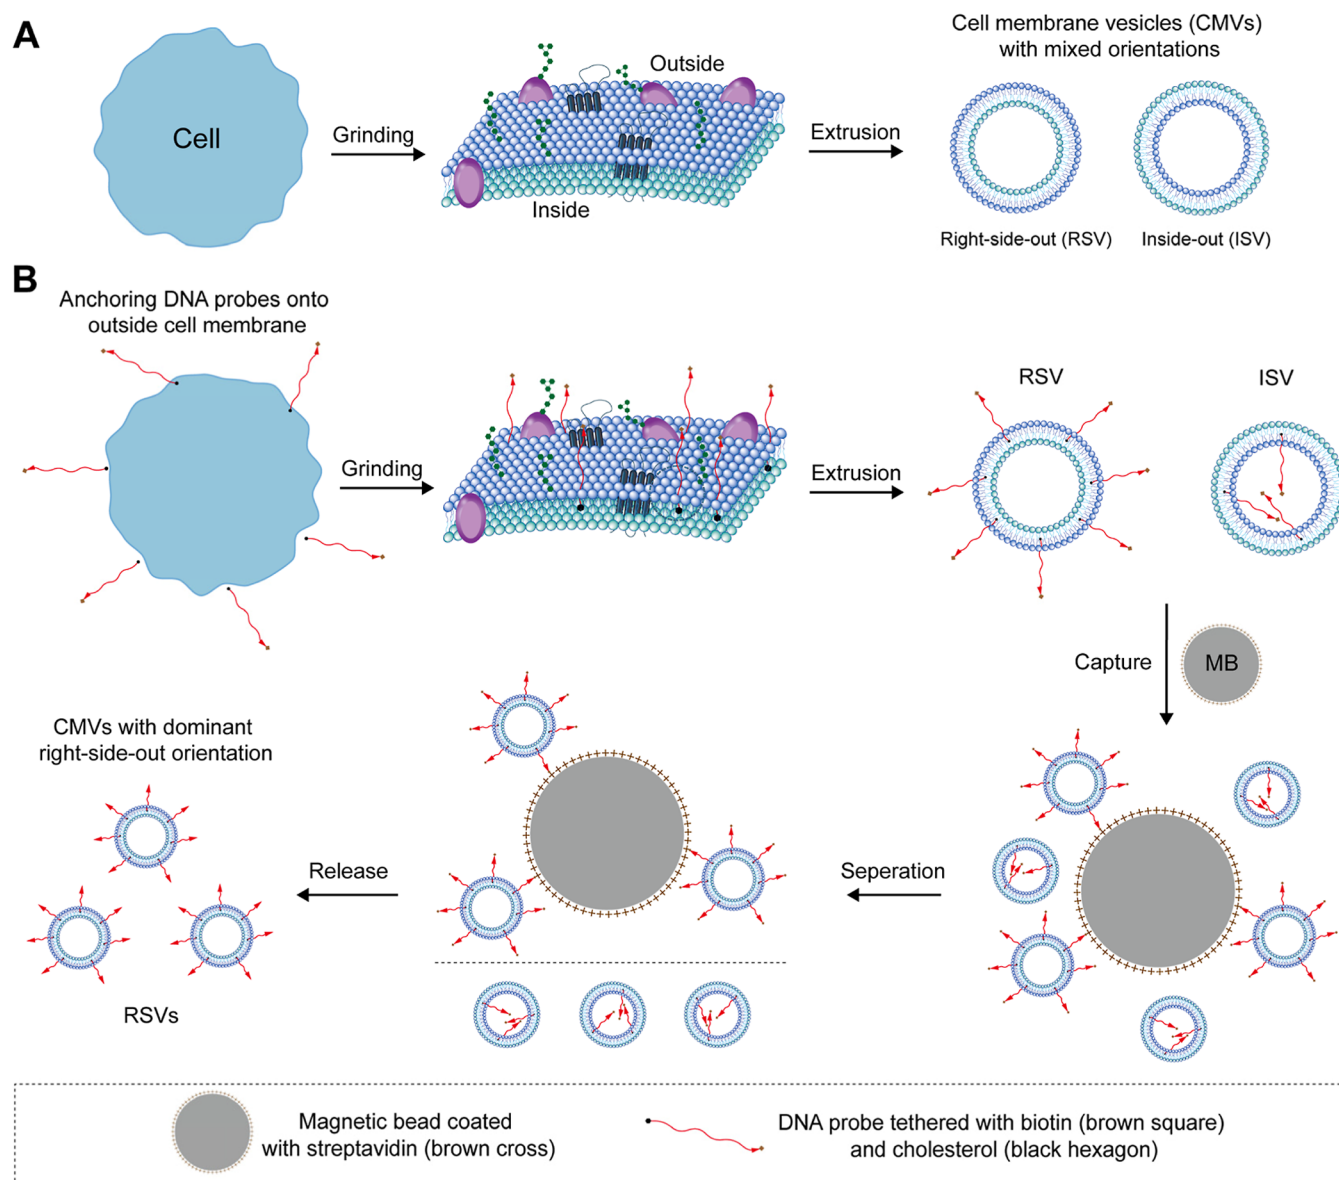 A
Cell
Grinding
Outside
Inside
Extrusion
Cell membrane vesicles (CMVs)
with mixed orientations
Right-side-out (RSV)
Inside-out (ISV)
B
Anchoring DNA probes onto
outside cell membrane
Grinding
Extrusion
RSV
ISV
Capture
MB
Seperation
Release
CMVs with dominant
right-side-out orientation
RSVs
Magnetic bead coated
with streptavidin (brown cross)
DNA probe tethered with biotin (brown square)
and cholesterol (black hexagon)